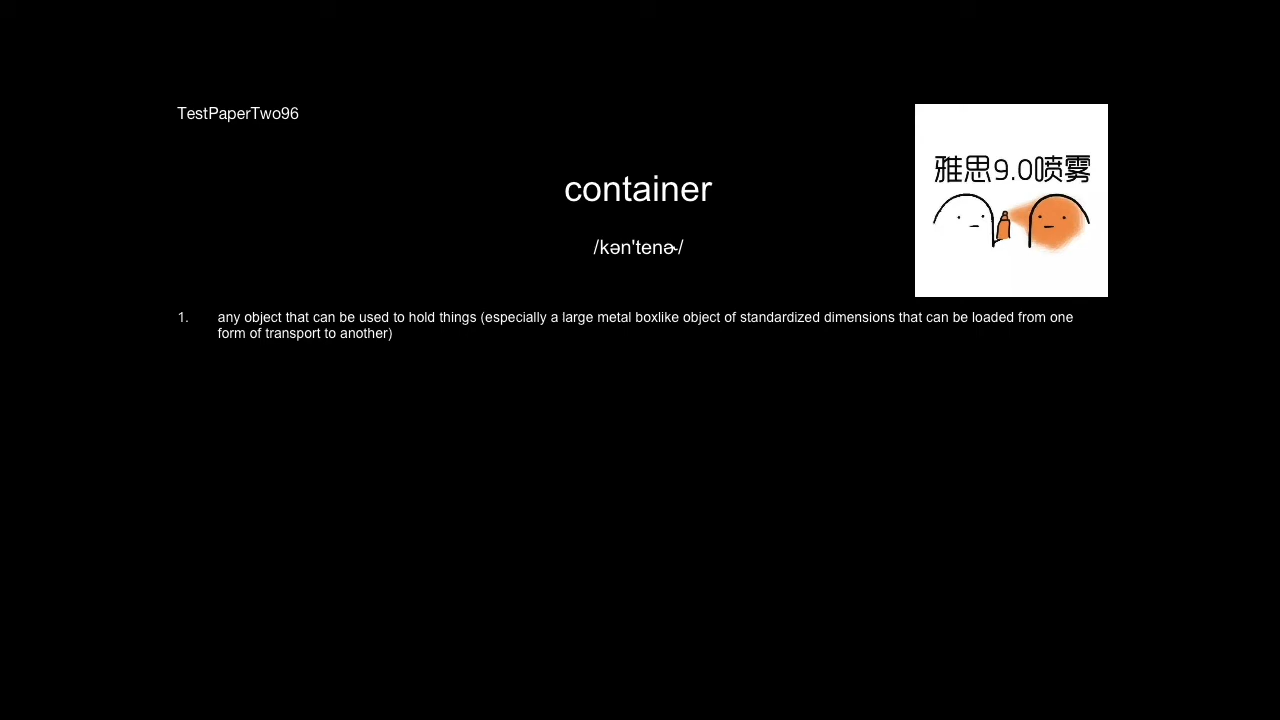 TestPaperTwo96
雅思9.0喷雾
container
/kən'tenɚ/
1. any object that can be used to hold things (especially a large metal boxlike object of standardized dimensions that can be loaded from one
form of transport to another)